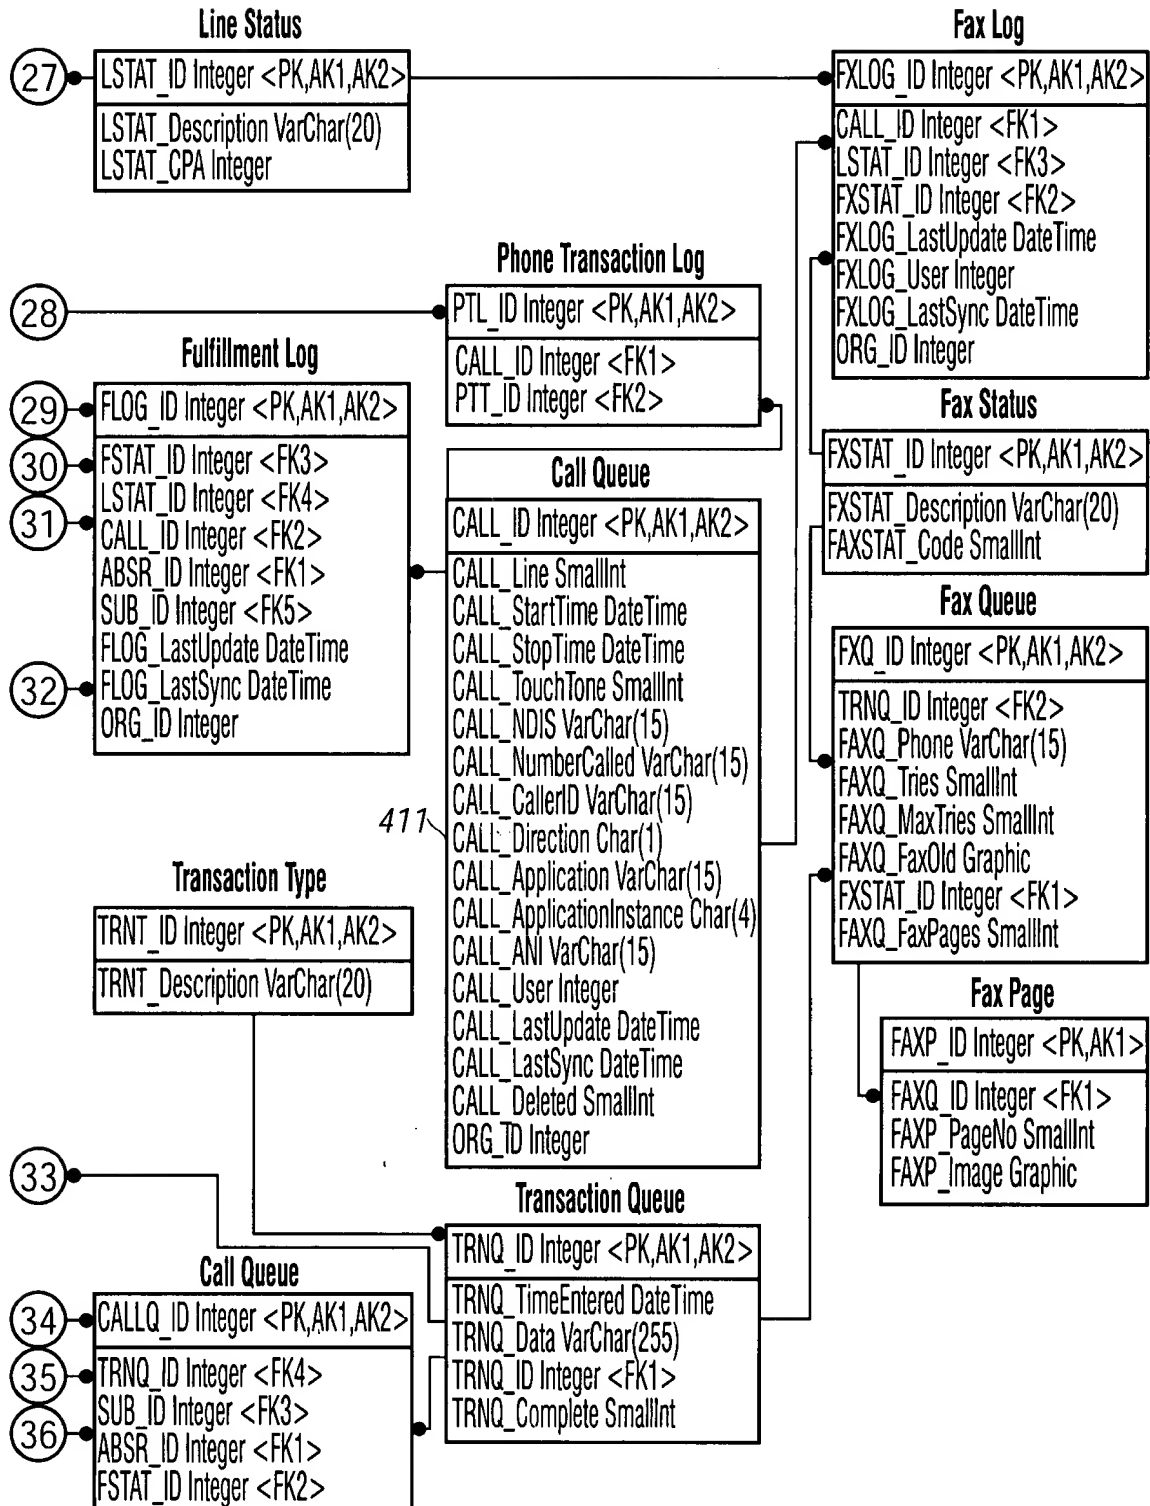 Line Status
27
LSTAT_ID Integer <PK,AK1,AK2>
LSTAT_Description VarChar(20)
LSTAT_CPA Integer
Fax Log
FXLOG_ID Integer <PK,AK1,AK2>
CALL_ID Integer <FK1>
LSTAT_ID Integer <FK3>
FXSTAT_ID Integer <FK2>
FXLOG_LastUpdate DateTime
FXLOG_User Integer
FXLOG_LastSync DateTime
ORG_ID Integer
Phone Transaction Log
28
PTL_ID Integer <PK,AK1,AK2>
CALL_ID Integer <FK1>
PTT_ID Integer <FK2>
Fulfillment Log
29
FLOG_ID Integer <PK,AK1,AK2>
30
FSTAT_ID Integer <FK3>
LSTAT_ID Integer <FK4>
31
CALL_ID Integer <FK2>
ABSR_ID Integer <FK1>
SUB_ID Integer <FK5>
FLOG_LastUpdate DateTime
32
FLOG_LastSync DateTime
ORG_ID Integer
Fax Status
FXSTAT_ID Integer <PK,AK1,AK2>
FXSTAT_Description VarChar(20)
FAXSTAT_Code SmallInt
Call Queue
CALL_ID Integer <PK,AK1,AK2>
CALL_Line SmallInt
CALL_StartTime DateTime
CALL_StopTime DateTime
CALL_TouchTone SmallInt
CALL_NDIS VarChar(15)
CALL_NumberCalled VarChar(15)
CALL_CallerID VarChar(15)
411
CALL_Direction Char(1)
CALL_Application VarChar(15)
CALL_ApplicationInstance Char(4)
CALL_ANI VarChar(15)
CALL_User Integer
CALL_LastUpdate DateTime
CALL_LastSync DateTime
CALL_Deleted SmallInt
ORG_ID Integer
Fax Queue
FXQ_ID Integer <PK,AK1,AK2>
TRNQ_ID Integer <FK2>
FAXQ_Phone VarChar(15)
FAXQ_Tries SmallInt
FAXQ_MaxTries SmallInt
FAXQ_FaxOld Graphic
FXSTAT_ID Integer <FK1>
FAXQ_FaxPages SmallInt
Transaction Type
TRNT_ID Integer <PK,AK1,AK2>
TRNT_Description VarChar(20)
Fax Page
FAXP_ID Integer <PK,AK1>
FAXQ_ID Integer <FK1>
FAXP_PageNo SmallInt
FAXP_Image Graphic
33
Transaction Queue
TRNQ_ID Integer <PK,AK1,AK2>
TRNQ_TimeEntered DateTime
TRNQ_Data VarChar(255)
TRNQ_ID Integer <FK1>
TRNQ_Complete SmallInt
Call Queue
34
CALLQ_ID Integer <PK,AK1,AK2>
35
TRNQ_ID Integer <FK4>
SUB_ID Integer <FK3>
36
ABSR_ID Integer <FK1>
FSTAT_ID Integer <FK2>